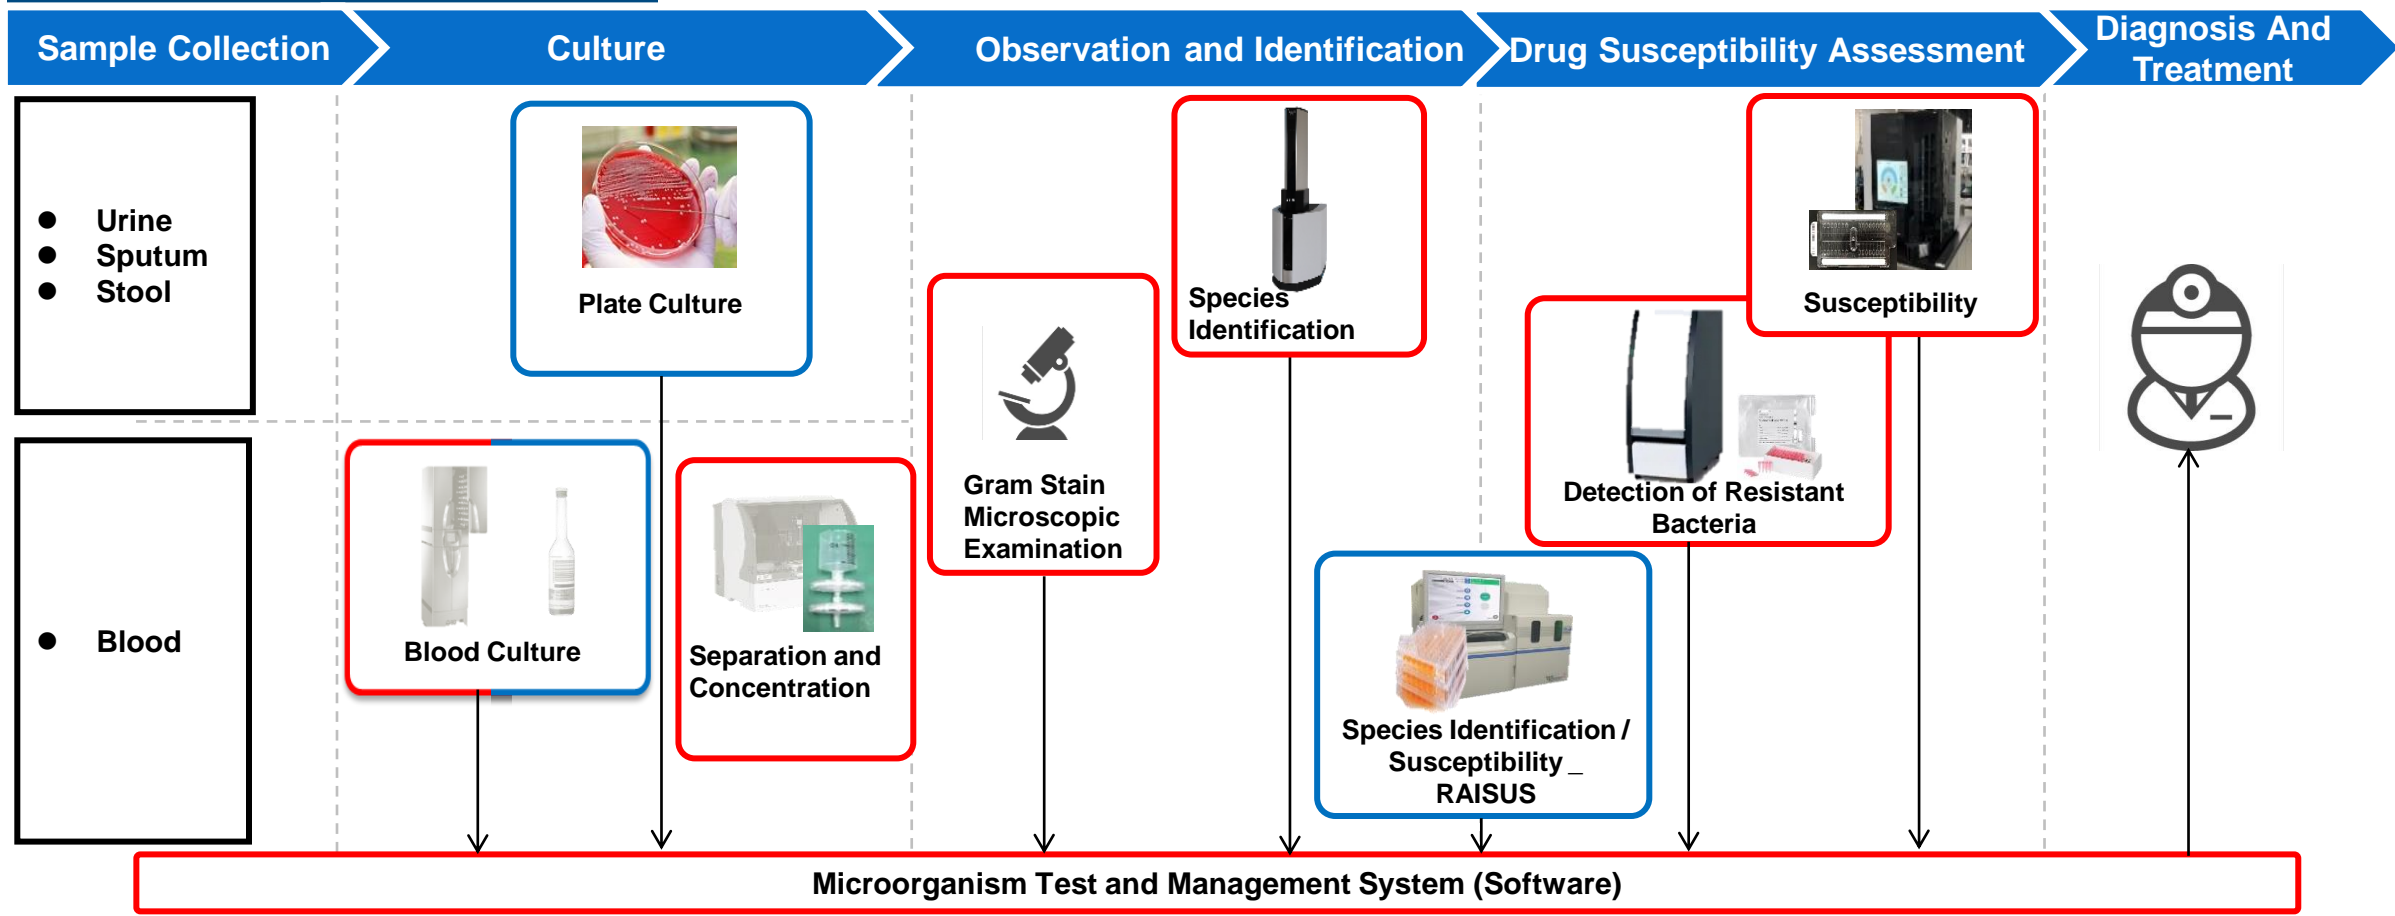 Sample Collection
Culture
Observation and Identification
Drug Susceptibility Assessment
Diagnosis And
Treatment
● Urine
● Sputum
● Stool
Plate Culture
Species
Identification
Susceptibility
Gram Stain
Microscopic
Examination
Detection of Resistant
Bacteria
● Blood
Blood Culture
Separation and
Concentration
Species Identification /
Susceptibility _
RAISUS
Microorganism Test and Management System (Software)